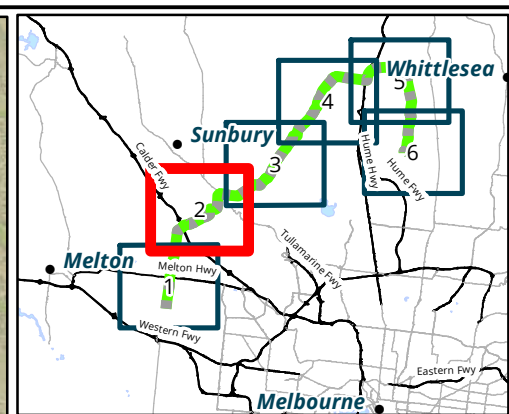 Whittlesea
5
4
Sunbury
Calder Fwy
Hume Hwy
6
Hume Fwy
3
2
Tullamarine Fwy
Melton
Melton Hwy
1
Western Fwy
Eastern Fwy
Melbourne